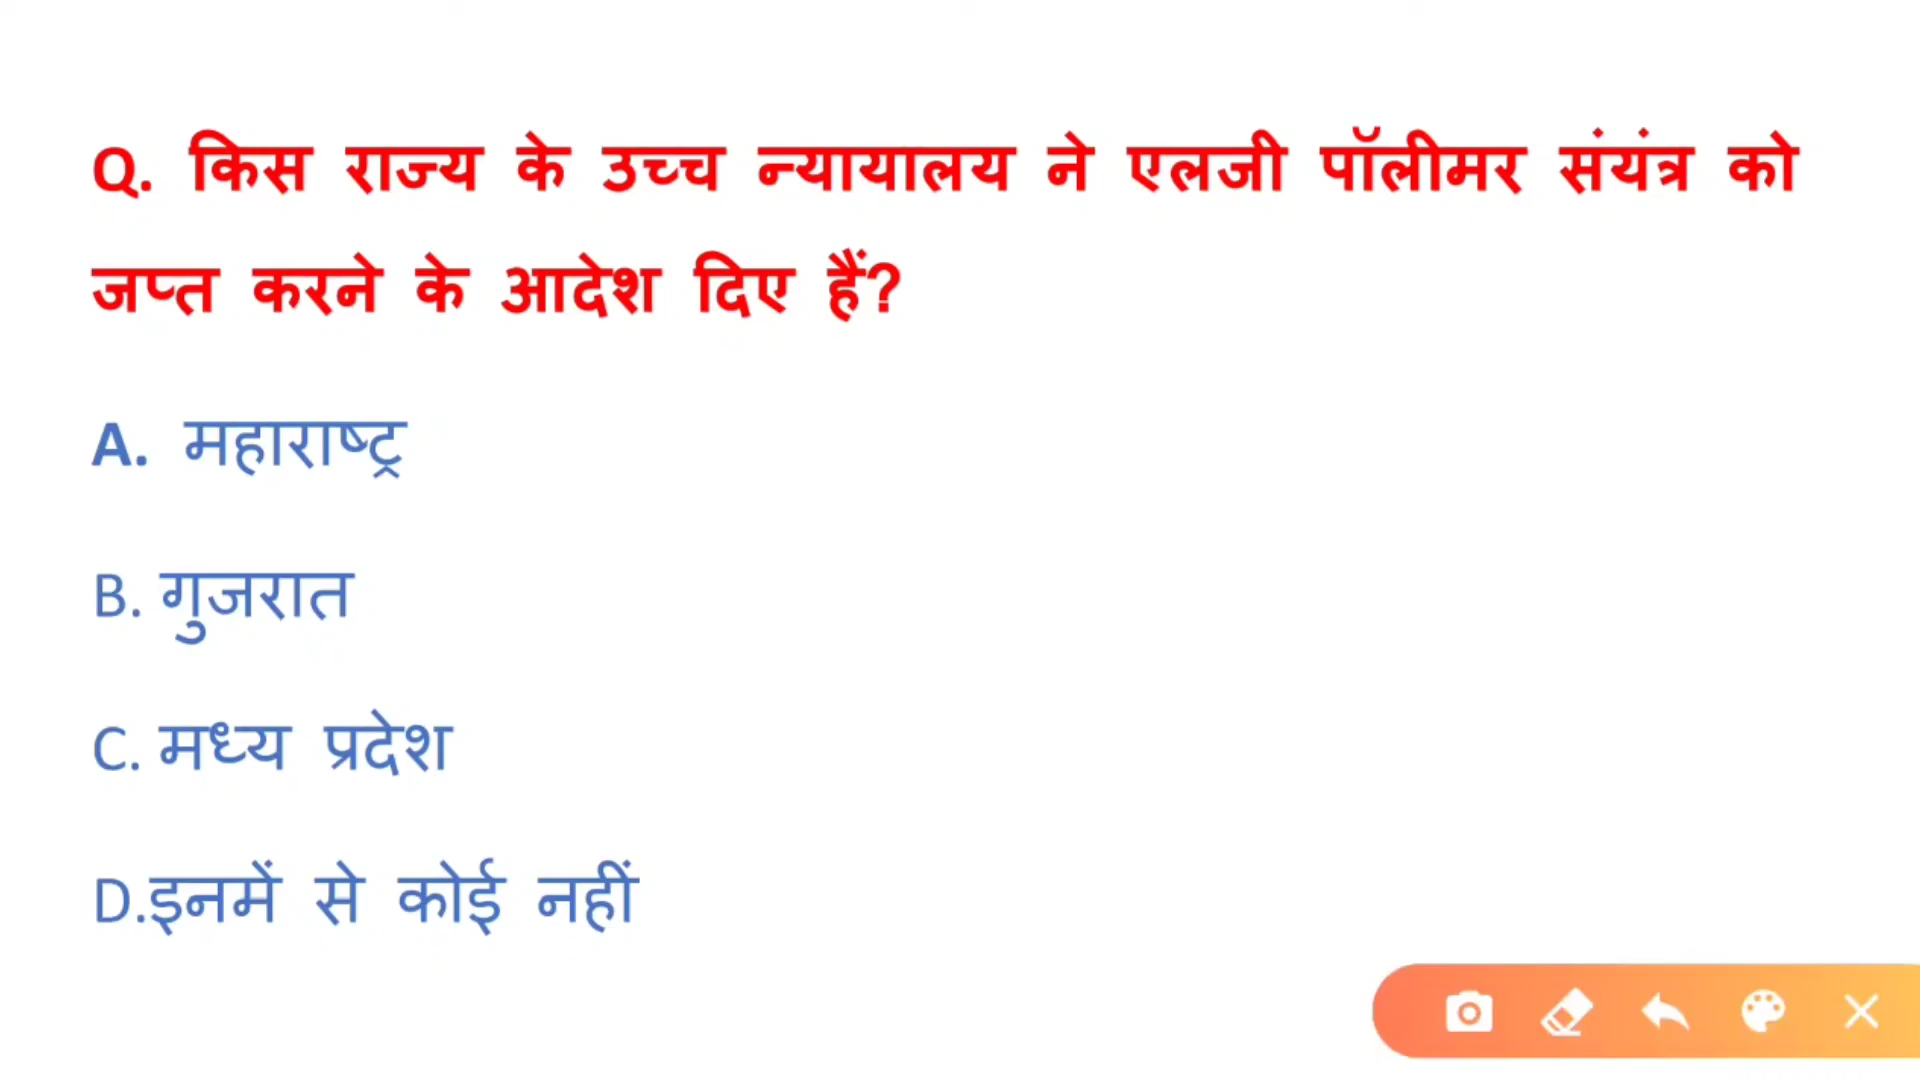 Q. किस राज्य के उच्च न्यायालय ने एलजी पॉलीमर संयंत्र को
जप्त करने के आदेश दिए हैं?
A. महाराष्ट्र
B. गुजरात
C. मध्य प्रदेश
D.इनमें से कोई नहीं